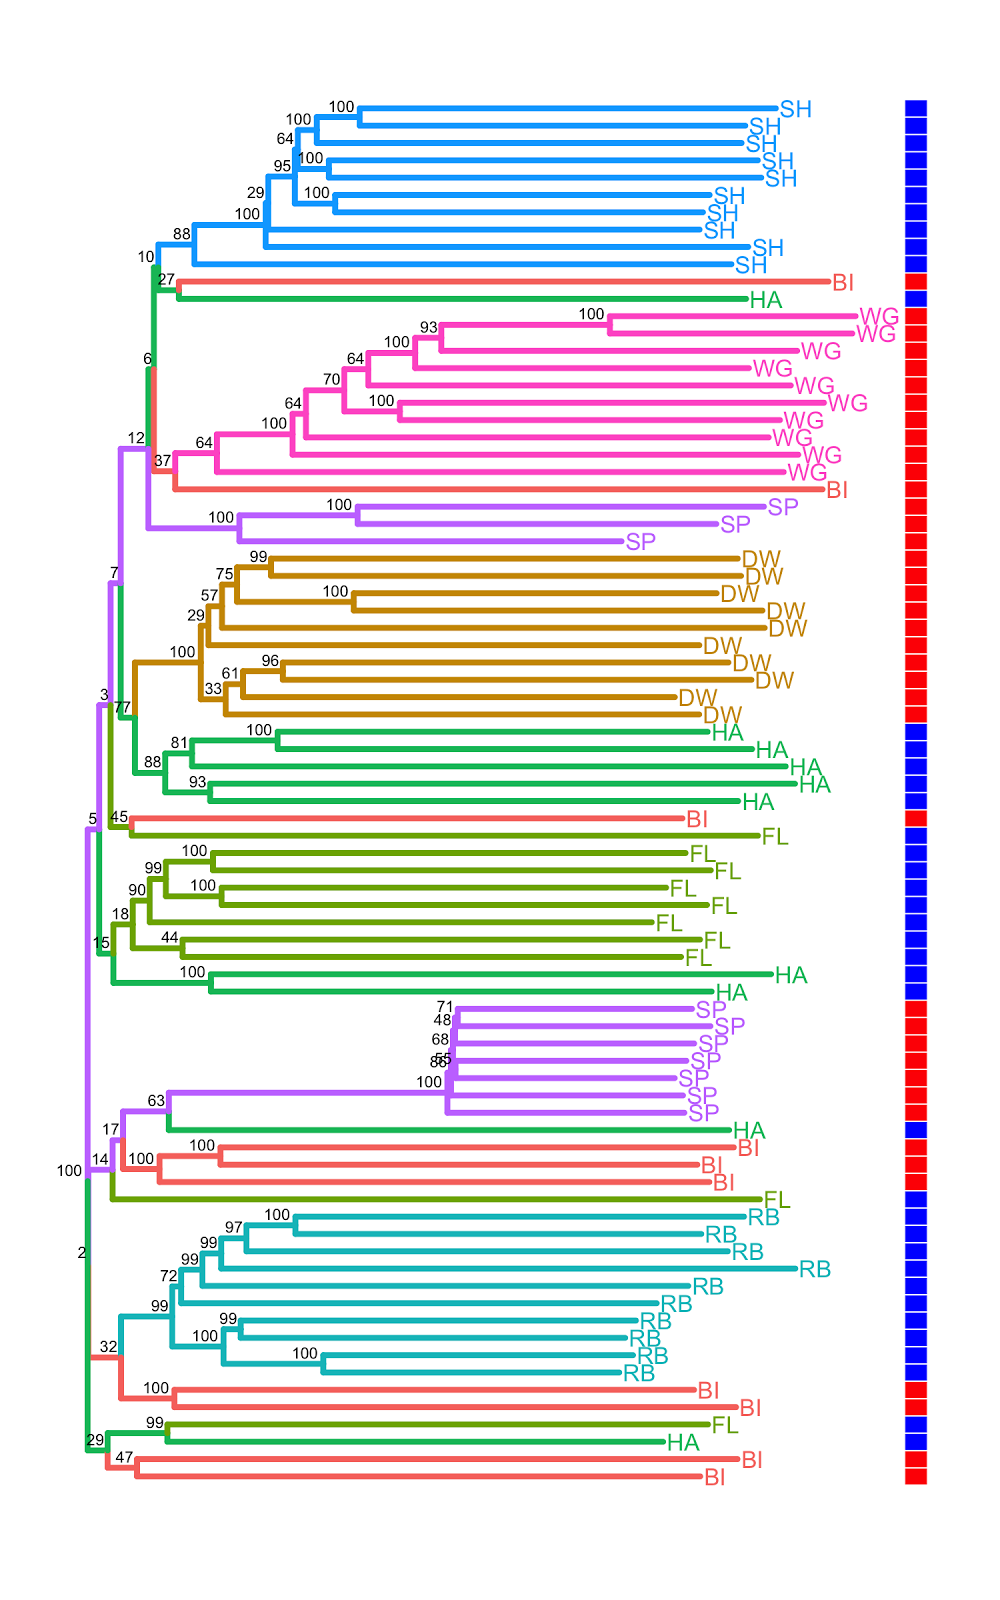 100 SH
100 SH
64 SH
100 SH
95 SH
29 100 SH
100 SH
88 SH
10 SH
SH
27 BI
HA
100 WG
93 WG
100 WG
6 64 WG
70 WG
64 100 WG
100 WG
12 64 WG
37 WG
WG
BI
100 SP
100 SP
SP
99 DW
7 75 DW
57 100 DW
29 DW
DW
100 DW
96 DW
61 DW
3 33 DW
77 DW
100 HA
81 HA
88 HA
93 HA
HA
5 45 BI
FL
100 FL
99 FL
90 100 FL
18 FL
15 FL
44 FL
FL
100 HA
HA
71 SP
48 SP
68 SP
55 SP
86 SP
100 SP
63 SP
17 HA
100 BI
14 100 BI
100 BI
FL
100 RB
97 RB
2 99 RB
99 RB
72 RB
99 RB
99 RB
100 RB
32 100 RB
RB
100 BI
BI
99 FL
29 HA
47 BI
BI